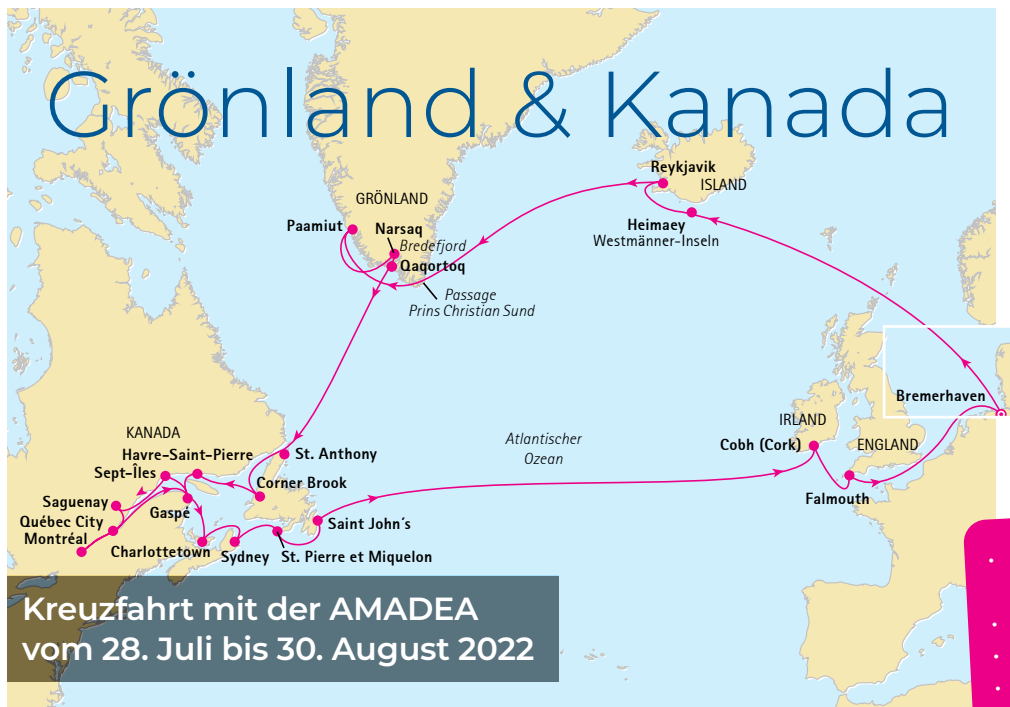 Grönland & Kanada
Reykjavik
ISLAND
GRÖNLAND
Paamiut
Narsaq
Heimaey
Westmänner-Inseln
Bredefjord
Qaqortoq
Passage
Prins Christian Sund
Bremerhaven
IRLAND
KANADA
Atlantischer
Ozean
Cobh (Cork)
ENGLAND
Havre-Saint-Pierre
St. Anthony
Sept-Îles
Corner Brook
Saguenay
Falmouth
Gaspé
Québec City
Saint John´s
Montréal
Charlottetown
Sydney
St. Pierre et Miquelon
Kreuzfahrt mit der AMADEA
vom 28. Juli bis 30. August 2022